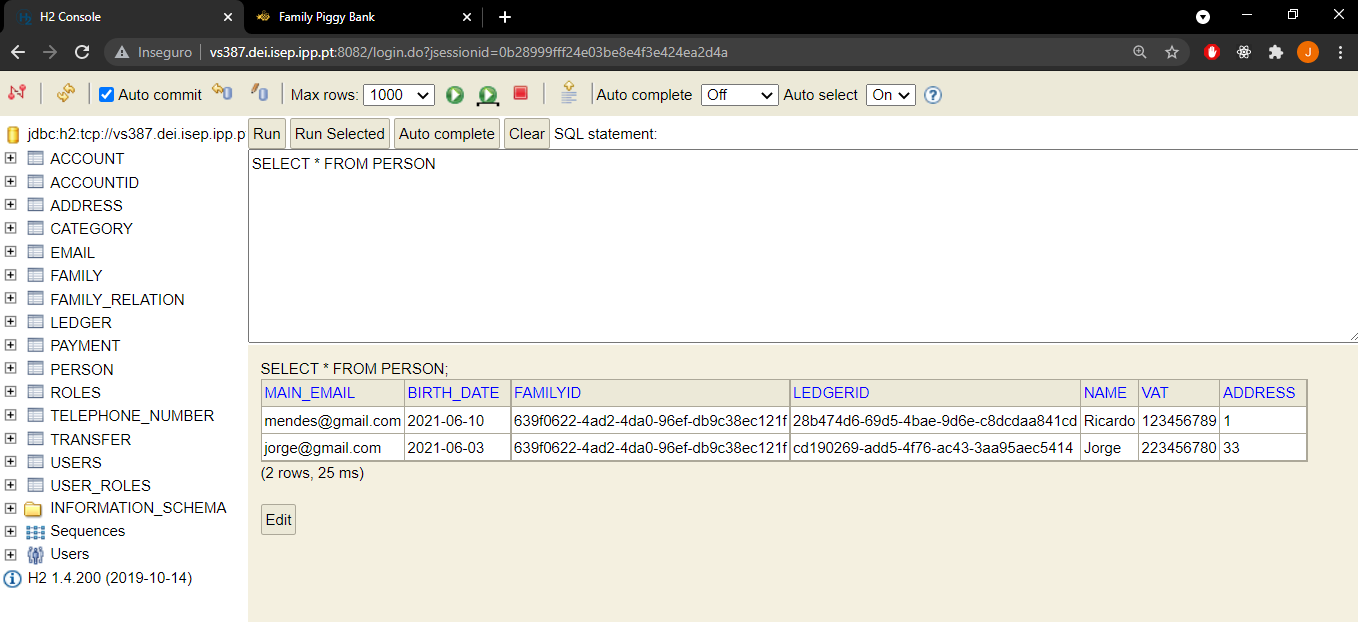 H2 Console
Family Piggy Bank
Inseguro vs387.dei.isep.ipp.pt:8082/login.do?jsessionid=0b28999fff24e03be8e4f3e424ea2d4a
J
Auto commit Max rows: 1000 Auto complete Off Auto select On ?
jdbc:h2:tcp://vs387.dei.isep.ipp.p
ACCOUNT
ACCOUNTID
ADDRESS
CATEGORY
EMAIL
FAMILY
FAMILY_RELATION
LEDGER
PAYMENT
PERSON
ROLES
TELEPHONE_NUMBER
TRANSFER
USERS
USER_ROLES
INFORMATION_SCHEMA
Sequences
Users
H2 1.4.200 (2019-10-14)
Run Run Selected Auto complete Clear SQL statement:
SELECT * FROM PERSON
SELECT * FROM PERSON;
MAIN_EMAIL BIRTH_DATE FAMILYID LEDGERID NAME VAT ADDRESS
mendes@gmail.com 2021-06-10 639f0622-4ad2-4da0-96ef-db9c38ec121f 28b474d6-69d5-4bae-9d6e-c8dcdaa841cd Ricardo 123456789 1
jorge@gmail.com 2021-06-03 639f0622-4ad2-4da0-96ef-db9c38ec121f cd190269-add5-4f76-ac43-3aa95aec5414 Jorge 223456780 33
(2 rows, 25 ms)
Edit